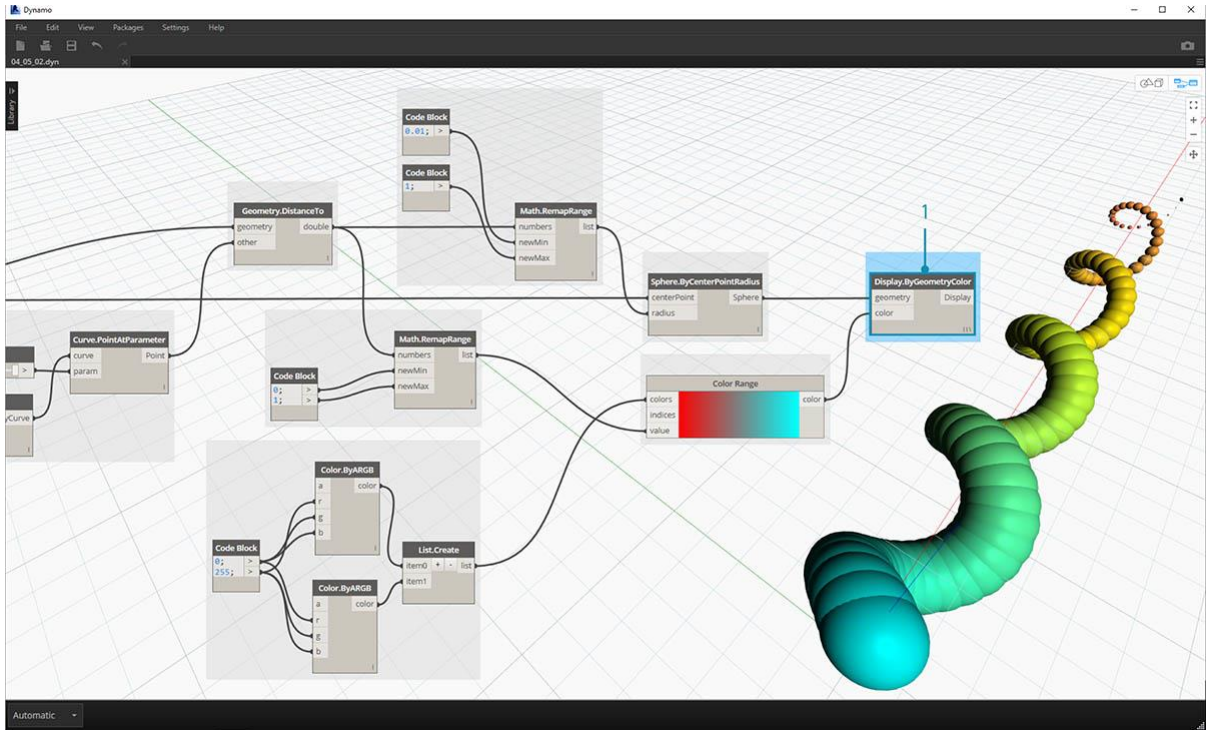 Dynamo
File Edit View Packages Settings Help
04_05_02.dyn
Library
Code Block
0.01; >
Code Block
1; >
Geometry.DistanceTo
geometry double
other
Math.RemapRange
numbers list
newMin
newMax
1
Sphere.ByCenterPointRadius
centerPoint Sphere
radius
Display.ByGeometryColor
geometry Display
color
Curve.PointAtParameter
curve Point
param
>
Math.RemapRange
numbers list
newMin
newMax
Code Block
0; >
1; >
Color Range
colors color
indices
value
yCurve
Color.ByARGB
a color
r
g
b
Code Block
0; >
255; >
List.Create
item0 + - list
item1
Color.ByARGB
a color
r
g
b
Automatic